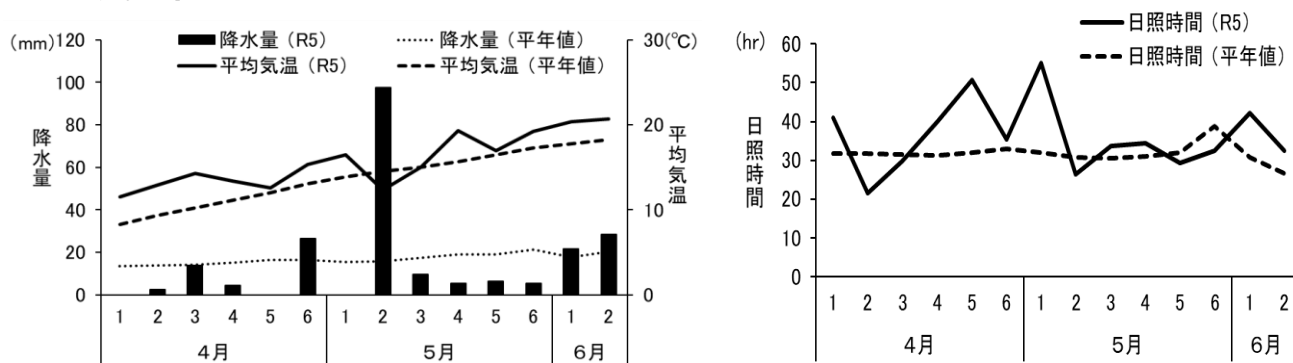 (mm)
120
100
80
60
40
20
0
降水量
降水量（R5）
降水量（平年値）
平均気温（R5）
平均気温（平年値）
30(℃)
20
10
0
平均気温
1 2 3 4 5 6 1 2 3 4 5 6 1 2
4月 5月 6月
(hr)
60
50
40
30
20
10
0
日照時間
日照時間（R5）
日照時間（平年値）
1 2 3 4 5 6 1 2 3 4 5 6 1 2
4月 5月 6月